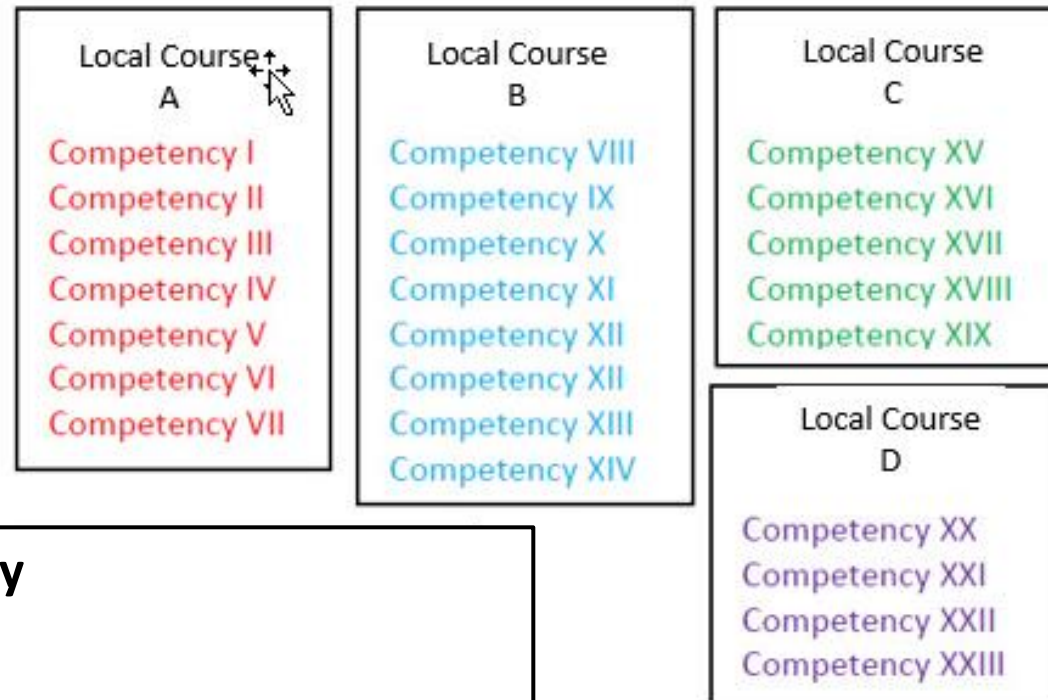 Local Course
A
Competency I
Competency II
Competency III
Competency IV
Competency V
Competency VI
Competency VII
Local Course
B
Competency VIII
Competency IX
Competency X
Competency XI
Competency XII
Competency XII
Competency XIII
Competency XIV
Local Course
C
Competency XV
Competency XVI
Competency XVII
Competency XVIII
Competency XIX
Local Course
D
Competency XX
Competency XXI
Competency XXII
Competency XXIII
y